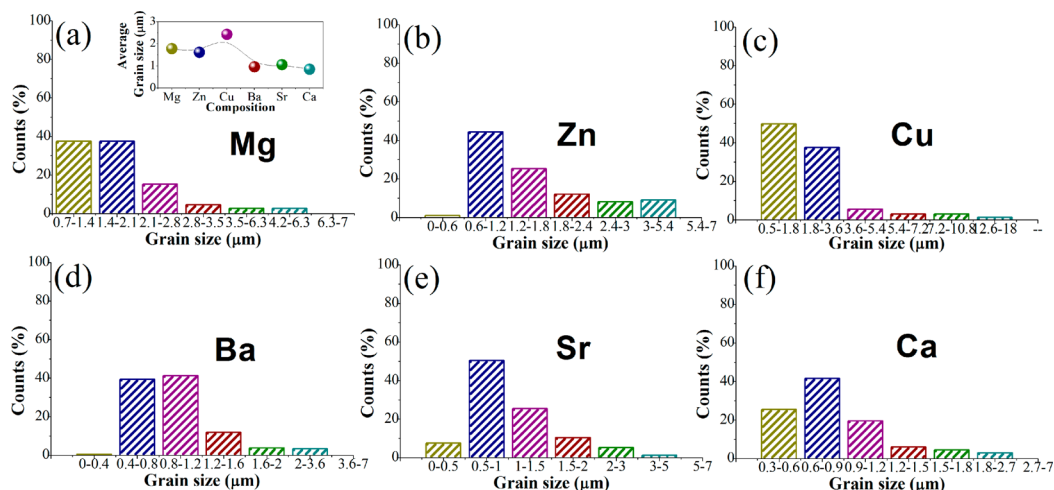 (a)
Average
Grain size (μm)
3
2
1
0
Mg Zn Cu Ba Sr Ca
Composition
Mg
Counts (%)
100
80
60
40
20
0
0.7-1.4 1.4-2.1 2.1-2.8 2.8-3.5 3.5-6.3 4.2-6.3 6.3-7
Grain size (μm)
(b)
Zn
Counts (%)
100
80
60
40
20
0
0-0.6 0.6-1.2 1.2-1.8 1.8-2.4 2.4-3 3-5.4 5.4-7
Grain size (μm)
(c)
Cu
Counts (%)
100
80
60
40
20
0
0.5-1.8 1.8-3.6 3.6-5.4 5.4-7.2 7.2-10.8 12.6-18 --
Grain size (μm)
(d)
Ba
Counts (%)
100
80
60
40
20
0
0-0.4 0.4-0.8 0.8-1.2 1.2-1.6 1.6-2 2-3.6 3.6-7
Grain size (μm)
(e)
Sr
Counts (%)
100
80
60
40
20
0
0-0.5 0.5-1 1-1.5 1.5-2 2-3 3-5 5-7
Grain size (μm)
(f)
Ca
Counts (%)
100
80
60
40
20
0
0.3-0.6 0.6-0.9 0.9-1.2 1.2-1.5 1.5-1.8 1.8-2.7 2.7-7
Grain size (μm)